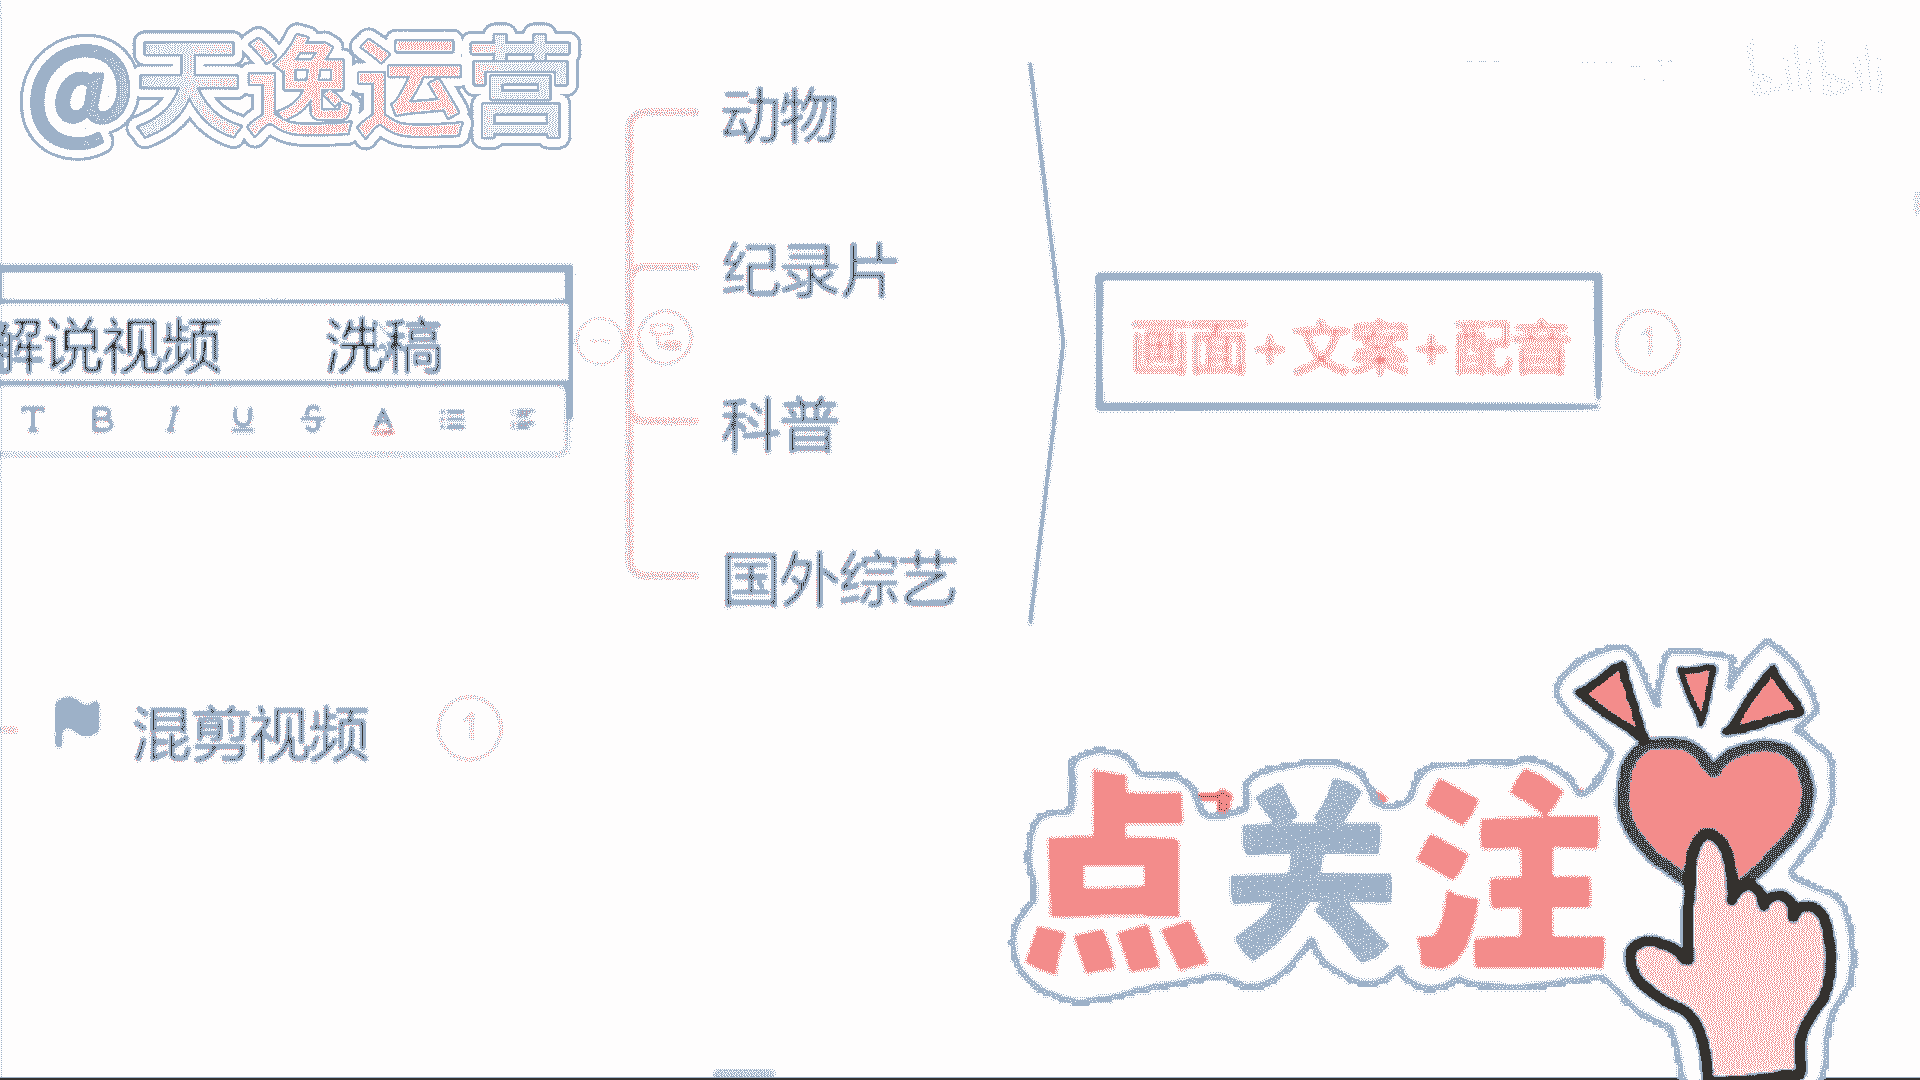 @天逸运营
bilibili
动物
纪录片
解说视频 洗稿
画面+文案+配音
1
T B I U S A
科普
国外综艺
混剪视频
1
点关注